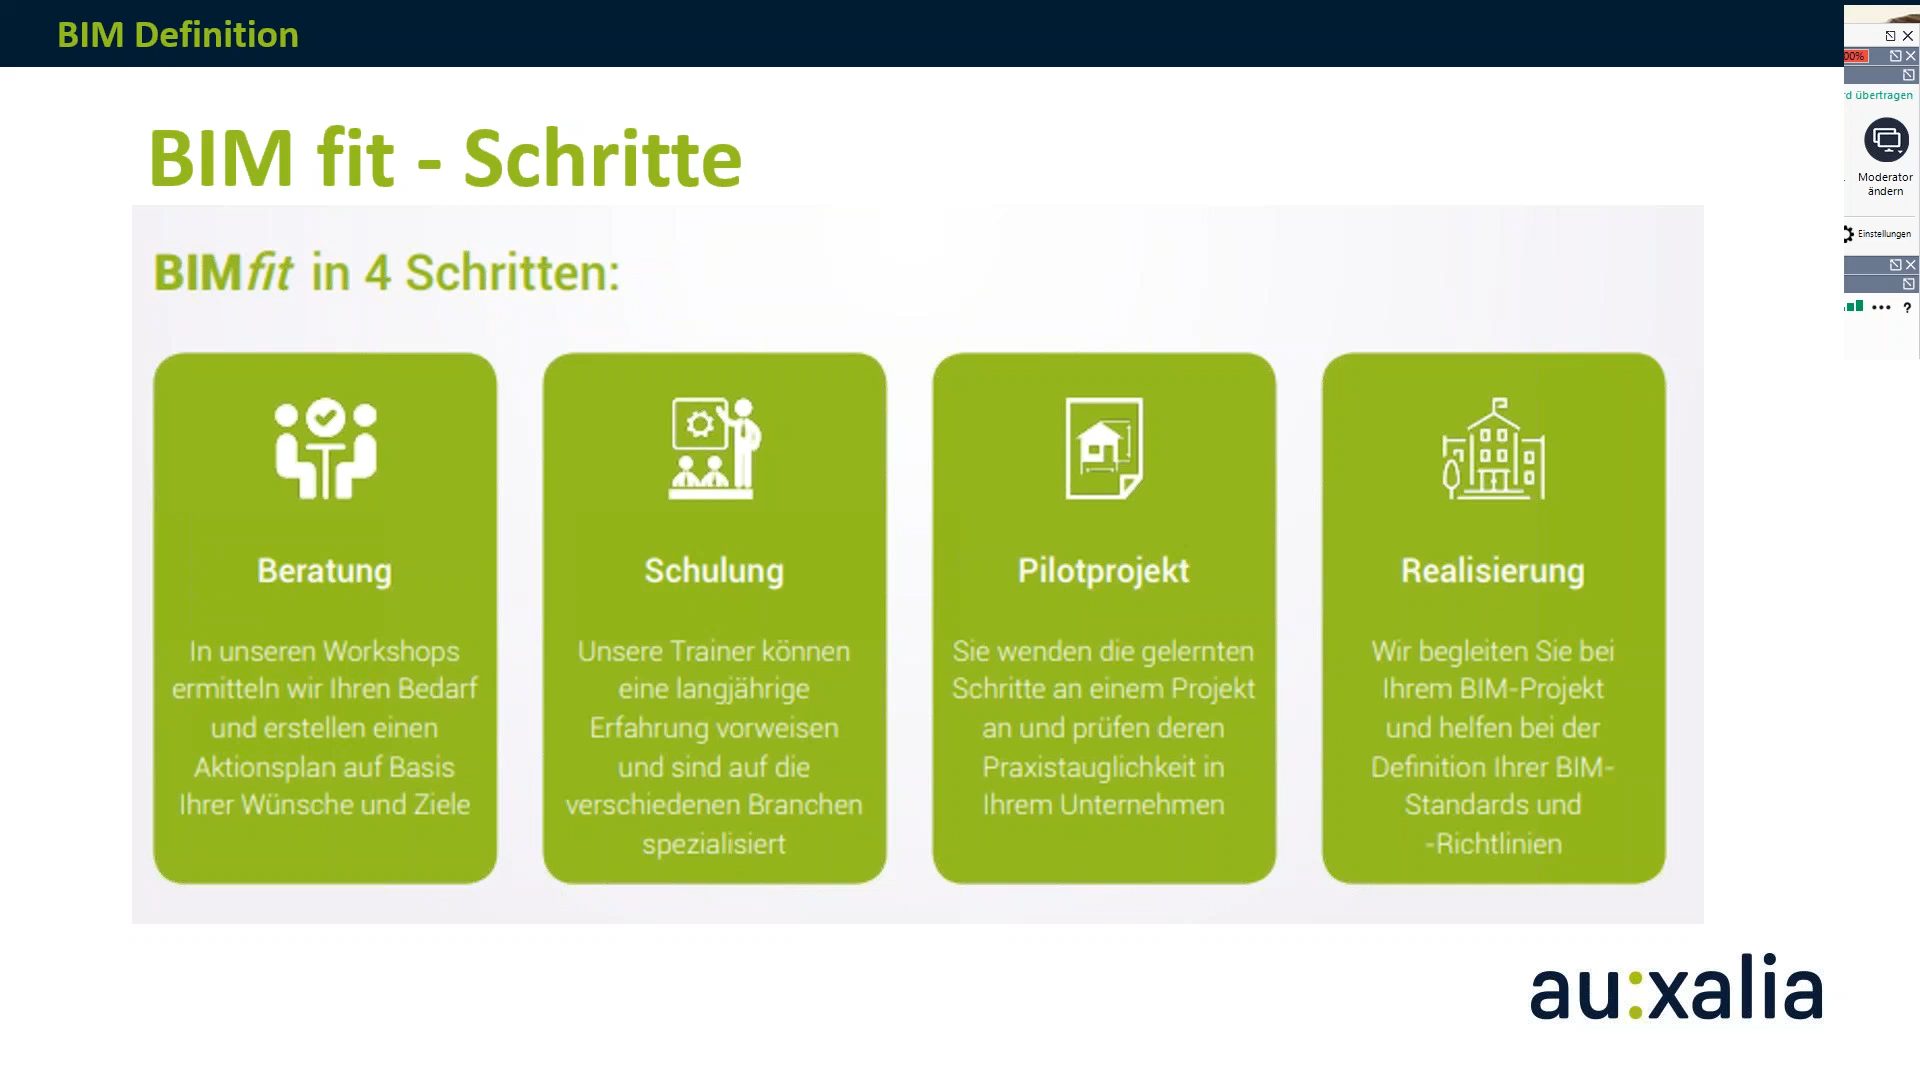 BIM Definition
BIM fit - Schritte
BIMfit in 4 Schritten:
Beratung
In unseren Workshops
ermitteln wir Ihren Bedarf
und erstellen einen
Aktionsplan auf Basis
Ihrer Wünsche und Ziele
Schulung
Unsere Trainer können
eine langjährige
Erfahrung vorweisen
und sind auf die
verschiedenen Branchen
spezialisiert
Pilotprojekt
Sie wenden die gelernten
Schritte an einem Projekt
an und prüfen deren
Praxistauglichkeit in
Ihrem Unternehmen
Realisierung
Wir begleiten Sie bei
Ihrem BIM-Projekt
und helfen bei der
Definition Ihrer BIM-
Standards und
-Richtlinien
au:xalia
00%
rd übertragen
Moderator
ändern
Einstellungen
?